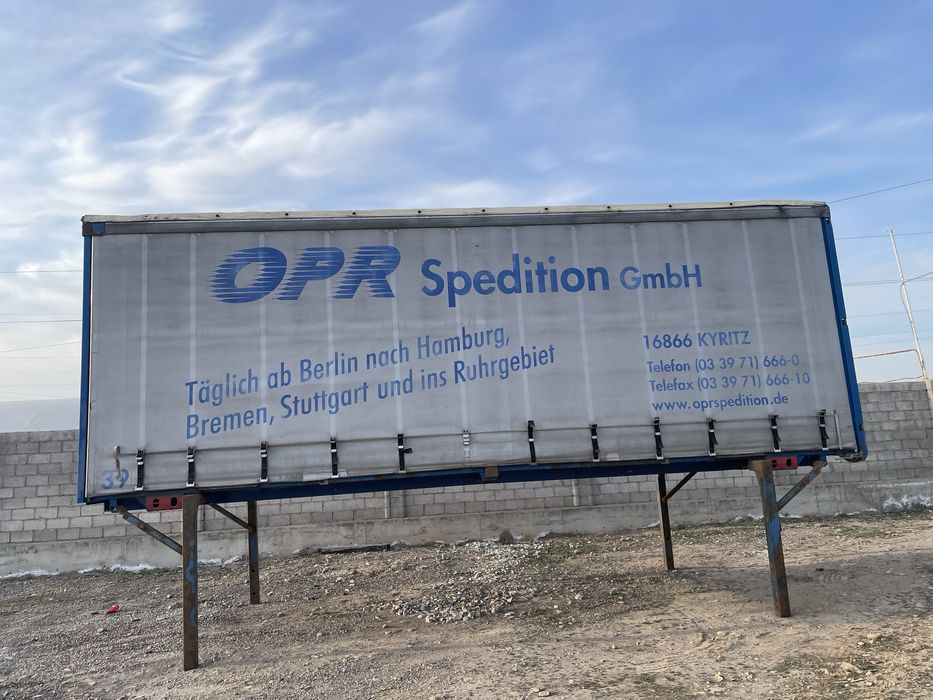 OPR Spedition GmbH
Täglich ab Berlin nach Hamburg,
Bremen, Stuttgart und ins Ruhrgebiet
16866 KYRITZ
Telefon (03 39 71) 666-0
Telefax (03 39 71) 666-10
www.oprspedition.de
39